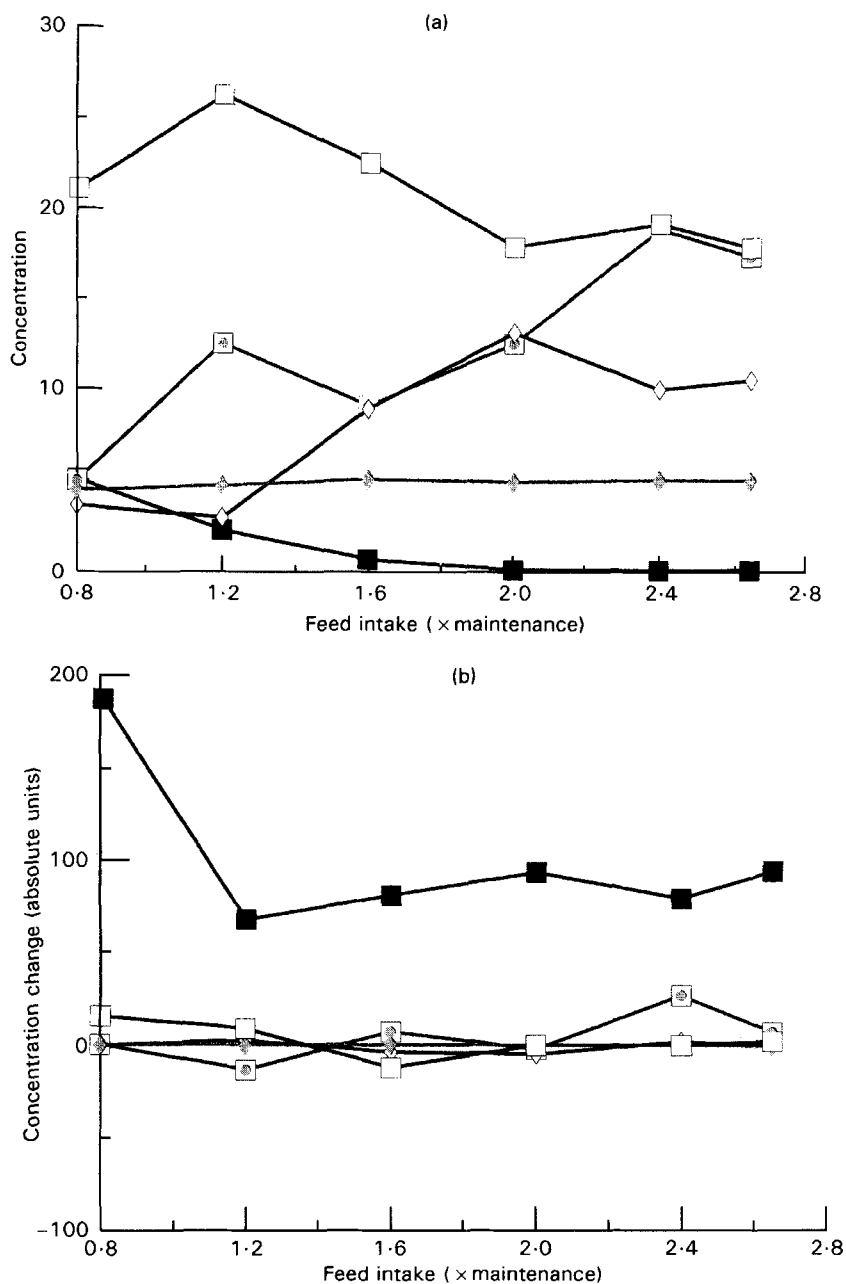 (a)
30
20
10
0
Concentration
0·8 1·2 1·6 2·0 2·4 2·8
Feed intake (× maintenance)
(b)
200
100
0
−100
Concentration change (absolute units)
0·8 1·2 1·6 2·0 2·4 2·8
Feed intake (× maintenance)